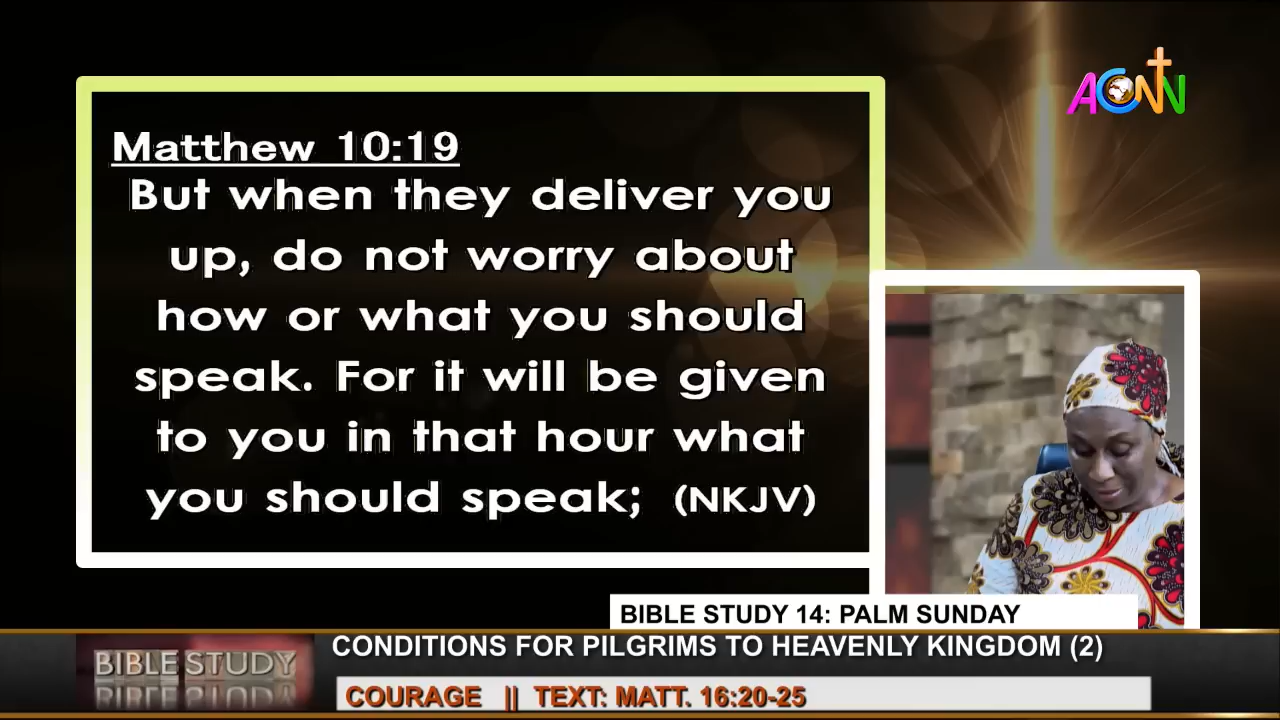 ACNN
Matthew 10:19
But when they deliver you
up, do not worry about
how or what you should
speak. For it will be given
to you in that hour what
you should speak; (NKJV)
BIBLE STUDY 14: PALM SUNDAY
BIBLE STUDY
CONDITIONS FOR PILGRIMS TO HEAVENLY KINGDOM (2)
COURAGE || TEXT: MATT. 16:20-25